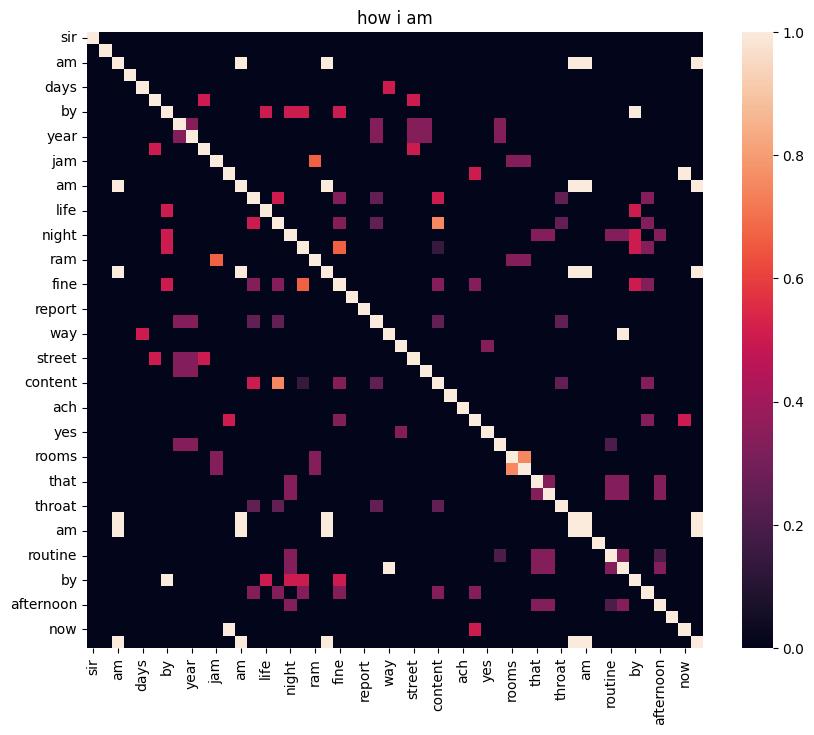 how i am
sir
am
days
by
year
jam
am
life
night
ram
fine
report
way
street
content
ach
yes
rooms
that
throat
am
routine
by
afternoon
now
1.0
0.8
0.6
0.4
0.2
0.0
sir am days by year jam am life night ram fine report way street content ach yes rooms that throat am routine by afternoon now